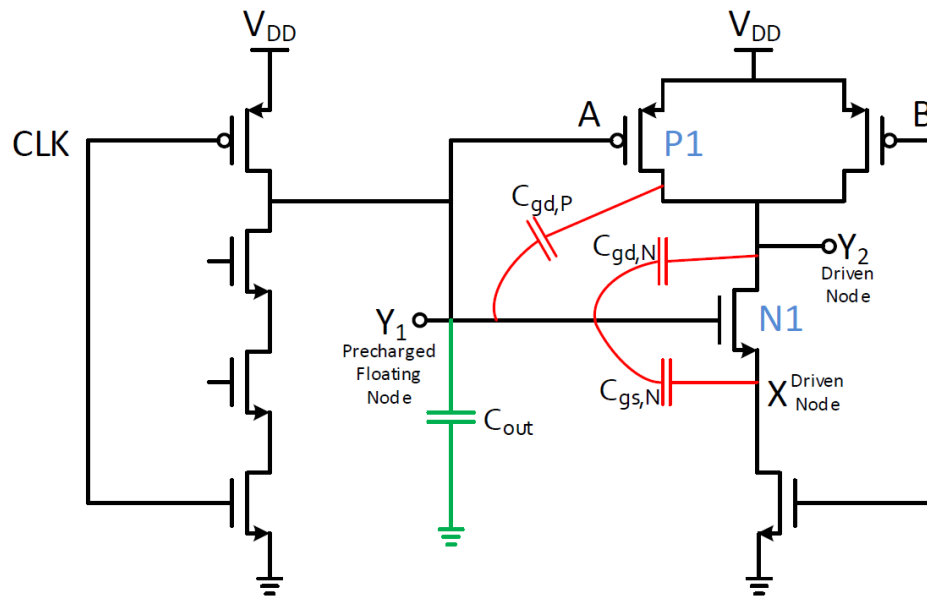 VDD
VDD
CLK
A
P1
B
Cgd,P
Cgd,N
Y2
Driven
Node
N1
Y1
Precharged
Floating
Node
Cgs,N
X Driven
Node
Cout